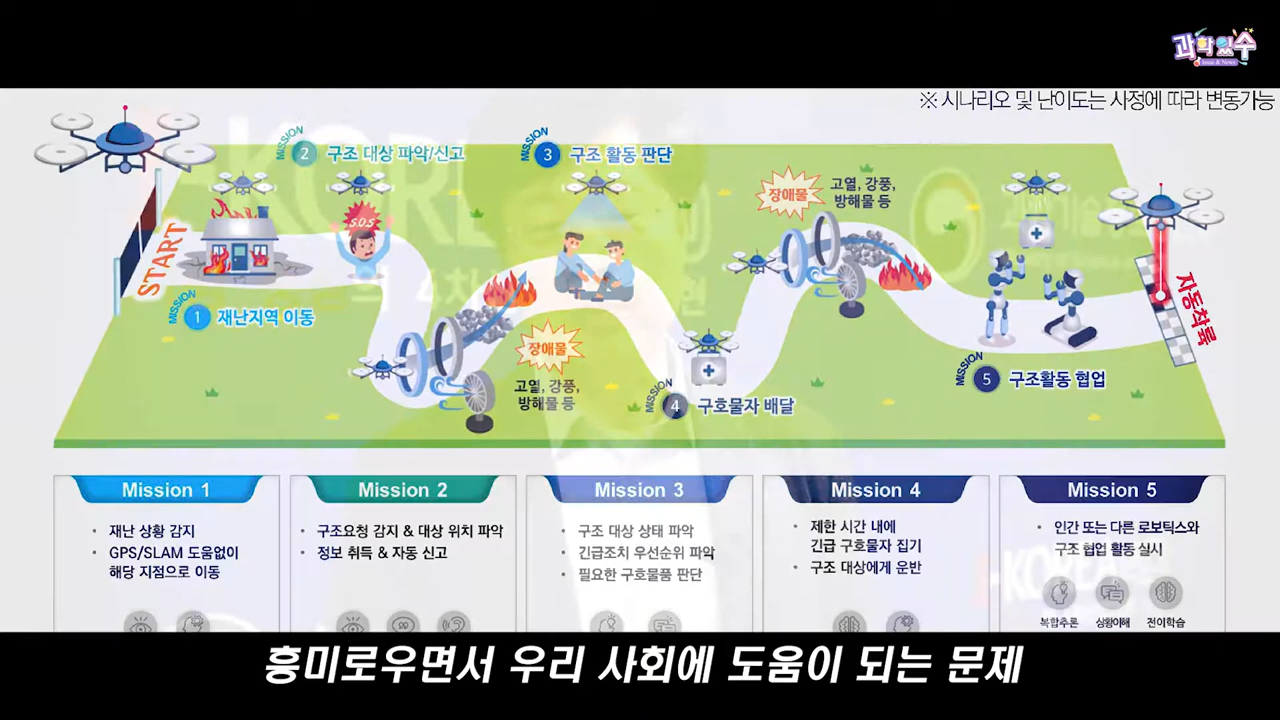 과학있수
Issue & News
※ 시나리오 및 난이도는 사정에 따라 변동가능
MISSION 2 구조 대상 파악/신고
MISSION 3 구조 활동 판단
장애물
고열, 강풍,
방해물 등
S.O.S
START
MISSION 1 재난지역 이동
자동착륙
장애물
고열, 강풍,
방해물 등
MISSION 4 구호물자 배달
MISSION 5 구조활동 협업
Mission 1
• 재난 상황 감지
• GPS/SLAM 도움없이
해당 지점으로 이동
Mission 2
• 구조요청 감지 & 대상 위치 파악
• 정보 취득 & 자동 신고
Mission 3
• 구조 대상 상태 파악
• 긴급조치 우선순위 파악
• 필요한 구호물품 판단
Mission 4
• 제한 시간 내에
긴급 구호물자 집기
• 구조 대상에게 운반
Mission 5
• 인간 또는 다른 로보틱스와
구조 협업 활동 실시
복합추론
상황이해
전이학습
흥미로우면서 우리 사회에 도움이 되는 문제